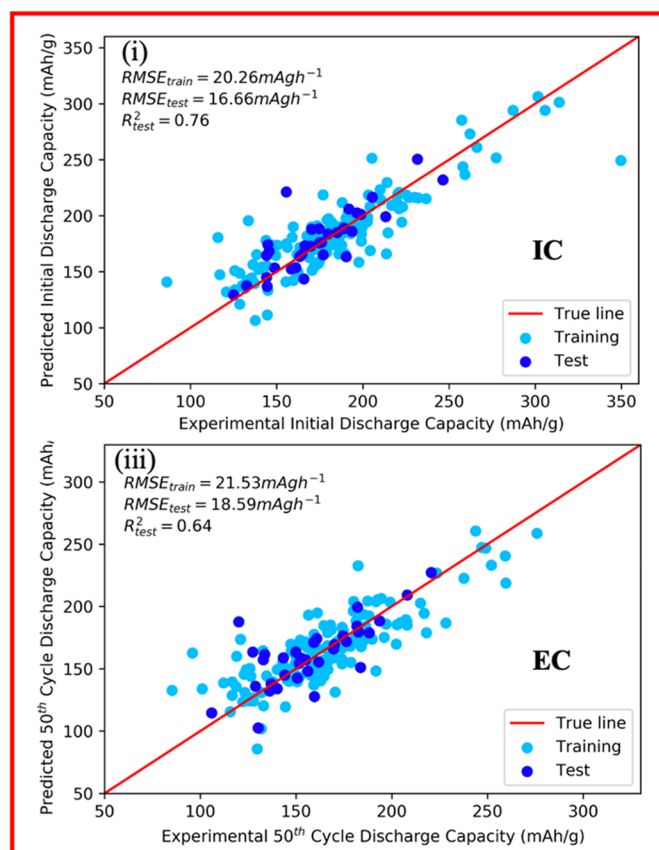 (i)
RMSE_train = 20.26mAgh⁻¹
RMSE_test = 16.66mAgh⁻¹
R²_test = 0.76
IC
True line
Training
Test
Predicted Initial Discharge Capacity (mAh/g)
350
300
250
200
150
100
50
50 100 150 200 250 300 350
Experimental Initial Discharge Capacity (mAh/g)
(iii)
RMSE_train = 21.53mAgh⁻¹
RMSE_test = 18.59mAgh⁻¹
R²_test = 0.64
EC
True line
Training
Test
Predicted 50ᵗʰ Cycle Discharge Capacity (mAh,
300
250
200
150
100
50
50 100 150 200 250 300
Experimental 50ᵗʰ Cycle Discharge Capacity (mAh/g)